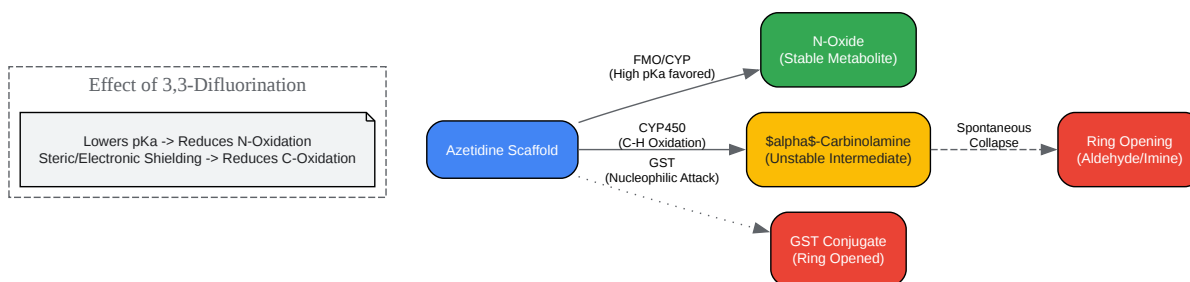 Effect of 3,3-Difluorination
Lowers pKa -> Reduces N-Oxidation
Steric/Electronic Shielding -> Reduces C-Oxidation
Azetidine Scaffold
FMO/CYP
(High pKa favored)
N-Oxide
(Stable Metabolite)
CYP450
(C-H Oxidation)
$alpha$-Carbinolamine
(Unstable Intermediate)
Spontaneous
Collapse
Ring Opening
(Aldehyde/Imine)
GST
(Nucleophilic Attack)
GST Conjugate
(Ring Opened)